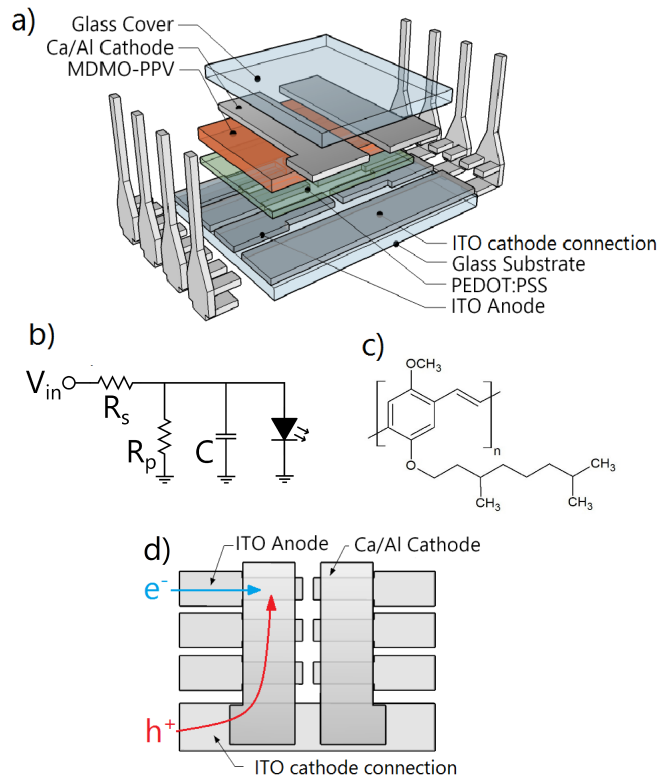 a)
Glass Cover
Ca/Al Cathode
MDMO-PPV
ITO cathode connection
Glass Substrate
PEDOT:PSS
ITO Anode
b)
Vin
Rs
Rp
C
c)
OCH3
n
O
CH3
CH3
CH3
d)
ITO Anode
Ca/Al Cathode
e-
h+
ITO cathode connection